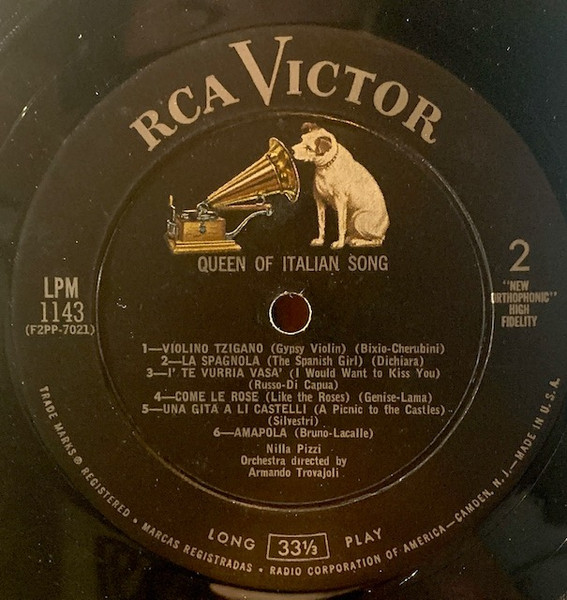 RCA VICTOR
QUEEN OF ITALIAN SONG
LPM
1143
(F2PP-7021)
2
"NEW
ORTHOPHONIC"
HIGH
FIDELITY
1—VIOLINO TZIGANO (Gypsy Violin) (Bixio-Cherubini)
2—LA SPAGNOLA (The Spanish Girl) (Dichiara)
3—I' TE VURRIA VASA' (I Would Want to Kiss You)
(Russo-Di Capua)
4—COME LE ROSE (Like the Roses) (Genise-Lama)
5—UNA GITA A LI CASTELLI (A Picnic to the Castles)
(Silvestri)
6—AMAPOLA (Bruno-Lacalle)
Nilla Pizzi
Orchestra directed by
Armando Trovajoli
LONG 33⅓ PLAY
TRADE MARKS ® REGISTERED • MARCAS REGISTRADAS • RADIO CORPORATION OF AMERICA—CAMDEN, N.J.—MADE IN U.S.A.